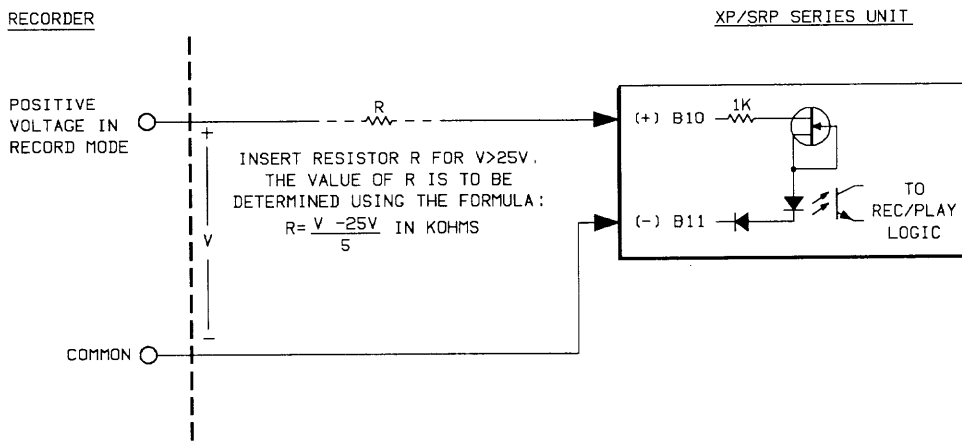 RECORDER
XP/SRP SERIES UNIT
POSITIVE
VOLTAGE IN
RECORD MODE
+
V
−
R
INSERT RESISTOR R FOR V>25V.
THE VALUE OF R IS TO BE
DETERMINED USING THE FORMULA:
R= V -25V / 5 IN KOHMS
COMMON
(+) B10
1K
(-) B11
TO
REC/PLAY
LOGIC